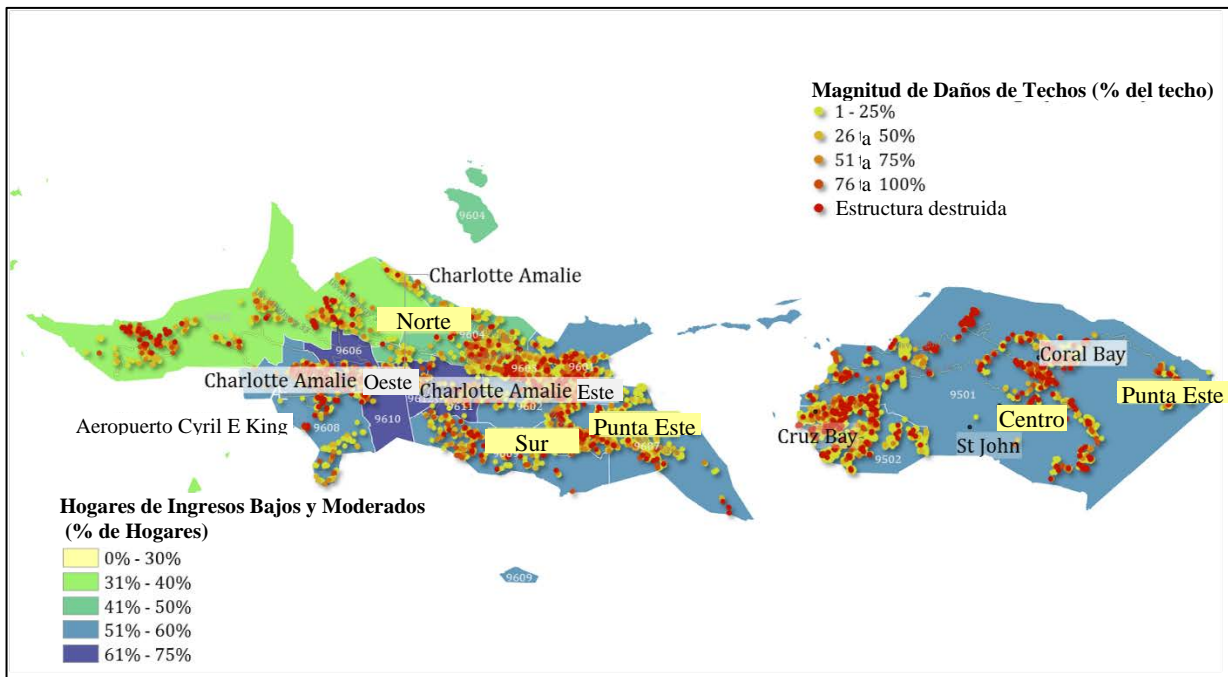 Magnitud de Daños de Techos (% del techo)
1 - 25%
26 a 50%
51 a 75%
76 a 100%
Estructura destruida
9604
Charlotte Amalie
Norte
9604
9606
Coral Bay
Charlotte Amalie Oeste
Charlotte Amalie Este
9501
Punta Este
9602
9611
9610
Centro
Aeropuerto Cyril E King
9608
Punta Este
Sur
Cruz Bay
St John
9502
Hogares de Ingresos Bajos y Moderados
(% de Hogares)
0% - 30%
31% - 40%
41% - 50%
51% - 60%
61% - 75%
9609